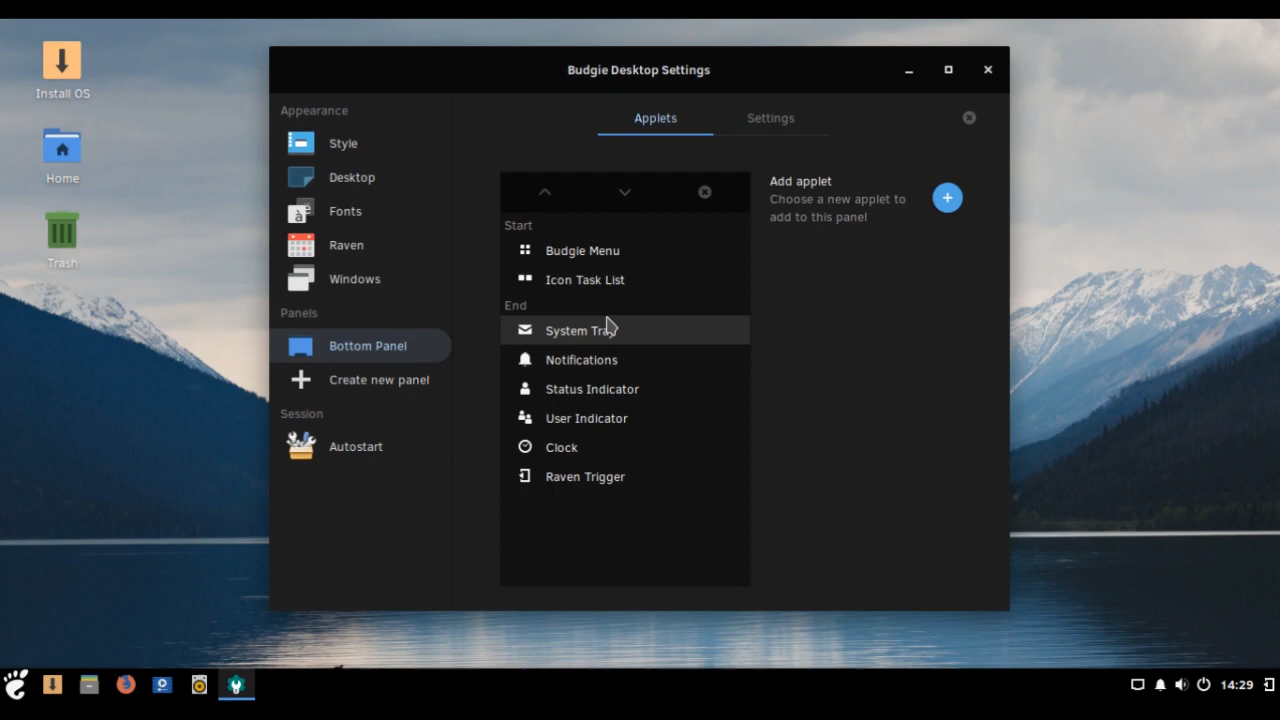 Install OS
Home
Trash
Budgie Desktop Settings
Appearance
Style
Desktop
Fonts
Raven
Windows
Panels
Bottom Panel
Create new panel
Session
Autostart
Applets
Settings
Start
Budgie Menu
Icon Task List
End
System Tray
Notifications
Status Indicator
User Indicator
Clock
Raven Trigger
Add applet
Choose a new applet to
add to this panel
14:29